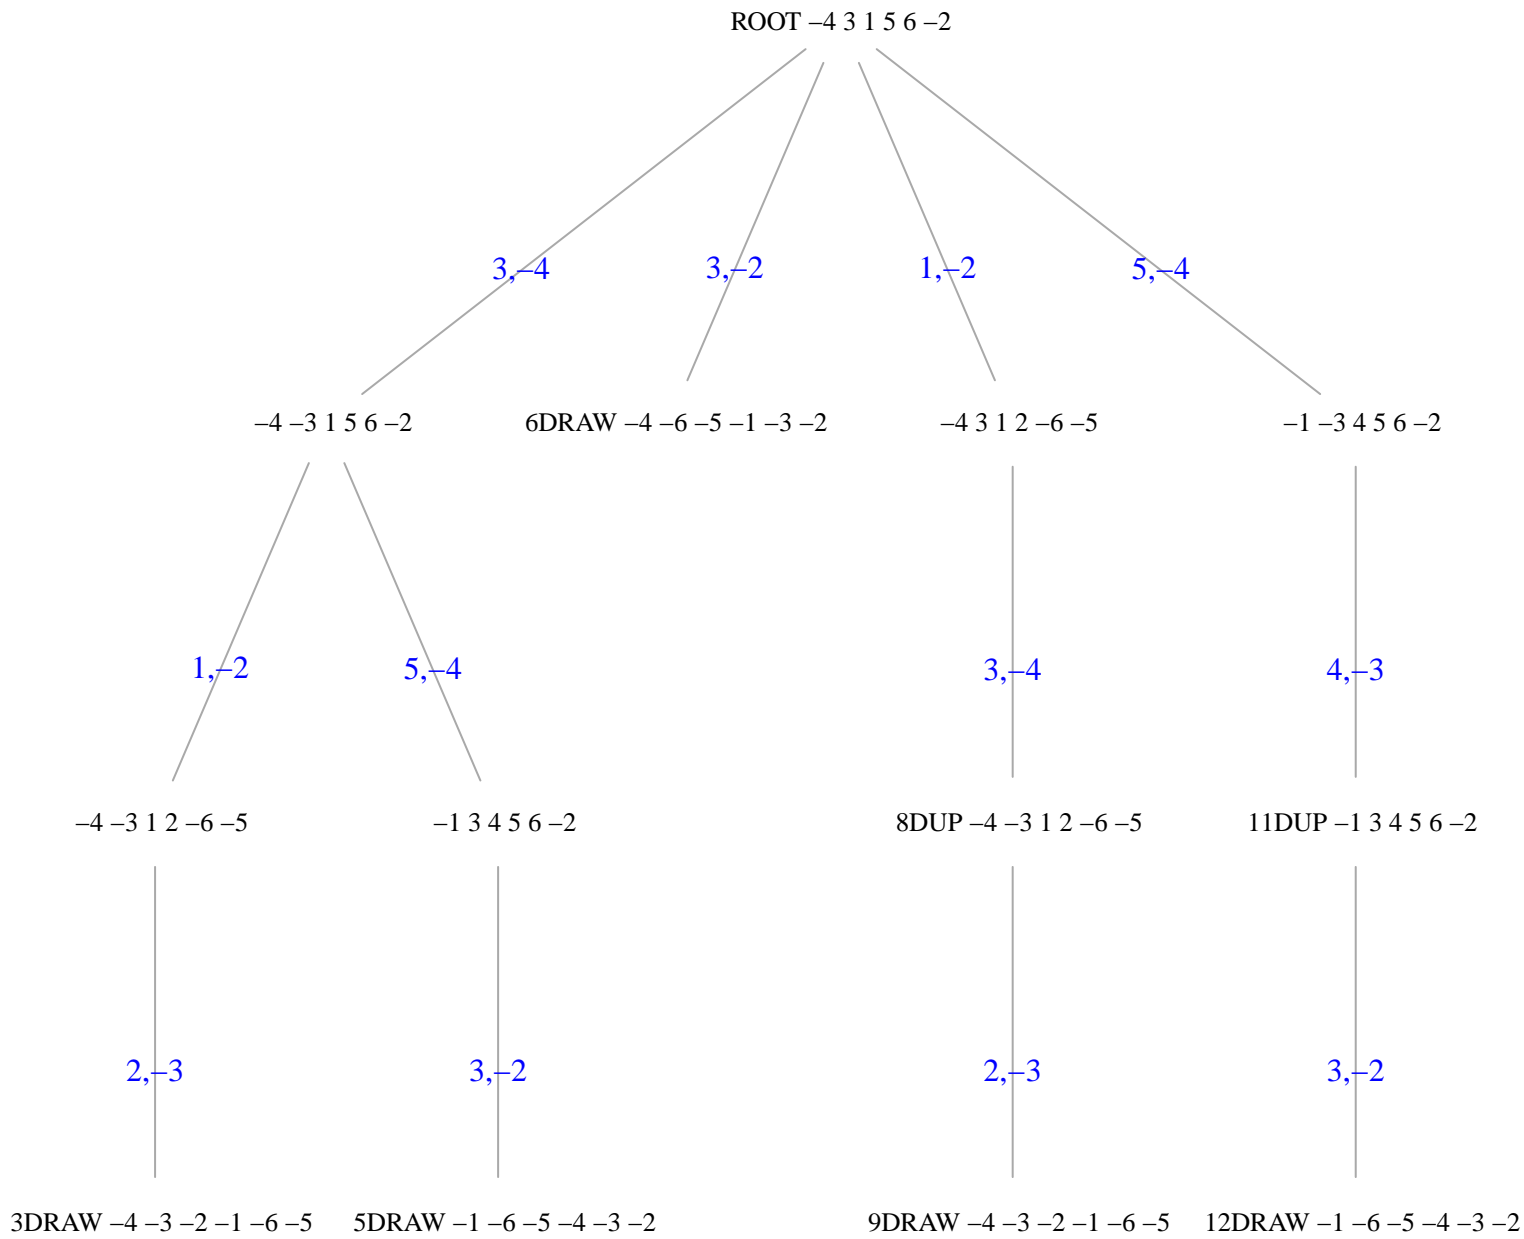 ROOT –4 3 1 5 6 –2
3,–4
3,–2
1,–2
5,–4
–4 –3 1 5 6 –2
6DRAW –4 –6 –5 –1 –3 –2
–4 3 1 2 –6 –5
–1 –3 4 5 6 –2
1,–2
5,–4
3,–4
4,–3
–4 –3 1 2 –6 –5
–1 3 4 5 6 –2
8DUP –4 –3 1 2 –6 –5
11DUP –1 3 4 5 6 –2
2,–3
3,–2
2,–3
3,–2
3DRAW –4 –3 –2 –1 –6 –5
5DRAW –1 –6 –5 –4 –3 –2
9DRAW –4 –3 –2 –1 –6 –5
12DRAW –1 –6 –5 –4 –3 –2